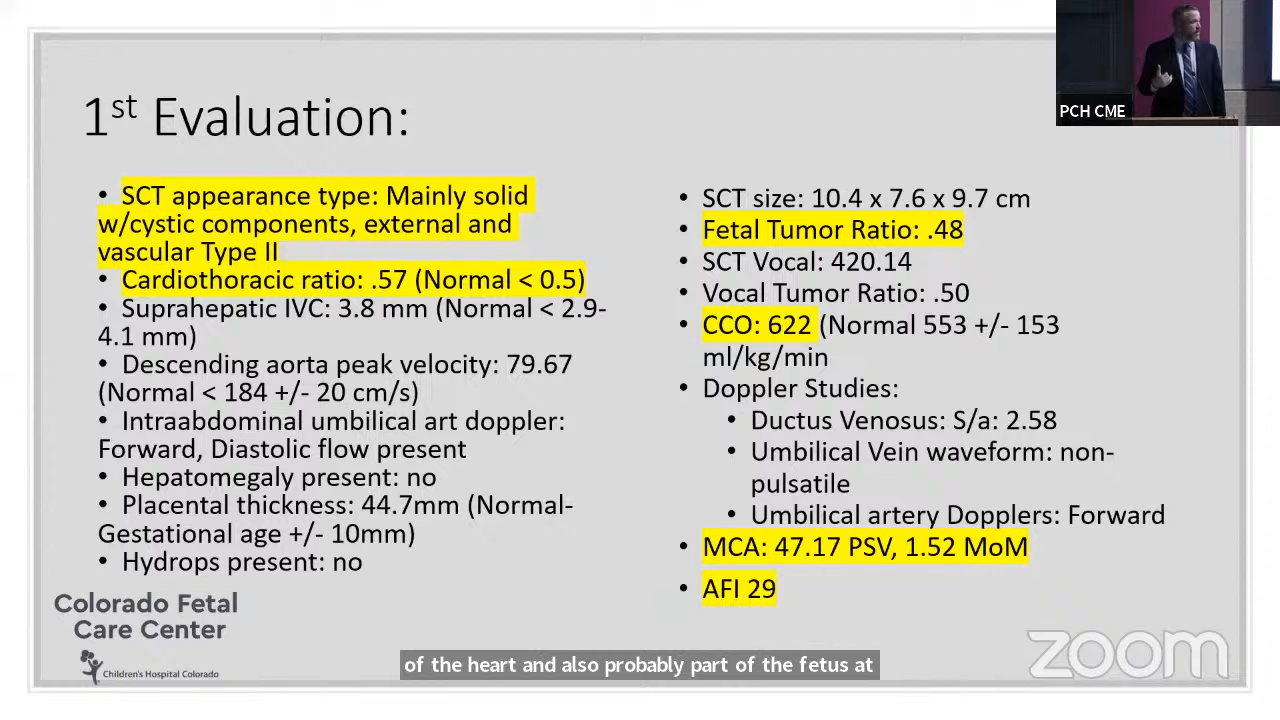 PCH CME
1st Evaluation:
• SCT appearance type: Mainly solid
w/cystic components, external and
vascular Type II
• Cardiothoracic ratio: .57 (Normal < 0.5)
• Suprahepatic IVC: 3.8 mm (Normal < 2.9-
4.1 mm)
• Descending aorta peak velocity: 79.67
(Normal < 184 +/- 20 cm/s)
• Intraabdominal umbilical art doppler:
Forward, Diastolic flow present
• Hepatomegaly present: no
• Placental thickness: 44.7mm (Normal-
Gestational age +/- 10mm)
• Hydrops present: no
• SCT size: 10.4 x 7.6 x 9.7 cm
• Fetal Tumor Ratio: .48
• SCT Vocal: 420.14
• Vocal Tumor Ratio: .50
• CCO: 622 (Normal 553 +/- 153
ml/kg/min
• Doppler Studies:
• Ductus Venosus: S/a: 2.58
• Umbilical Vein waveform: non-
pulsatile
• Umbilical artery Dopplers: Forward
• MCA: 47.17 PSV, 1.52 MoM
• AFI 29
Colorado Fetal
Care Center
Children's Hospital Colorado
of the heart and also probably part of the fetus at
zoom